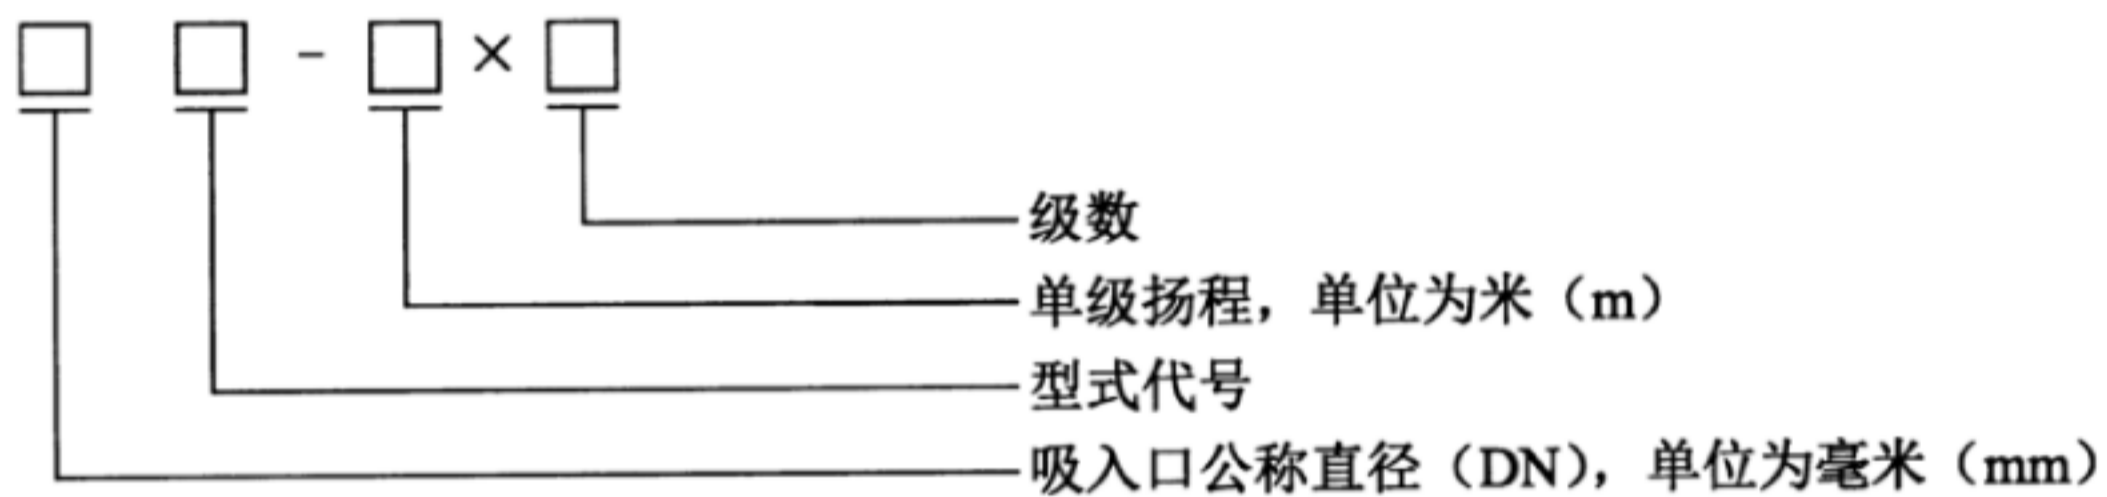 □ □ - □ × □
级数
单级扬程，单位为米（m）
型式代号
吸入口公称直径（DN），单位为毫米（mm）